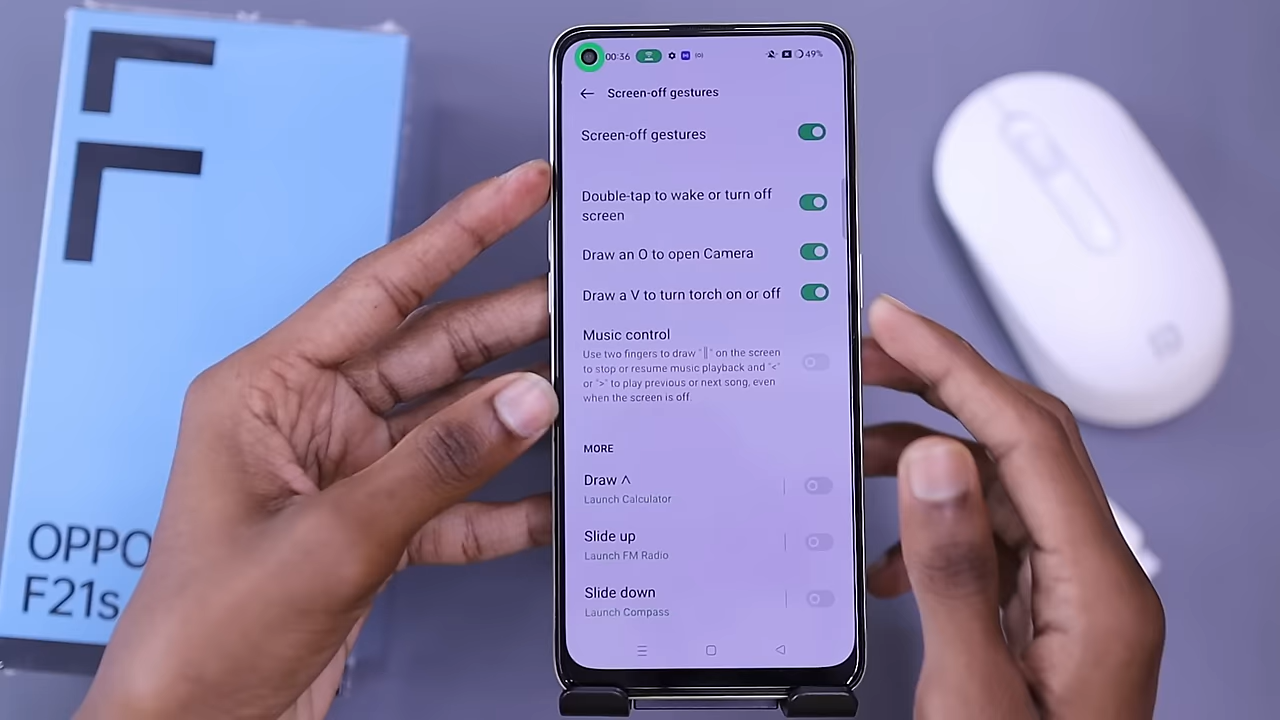 F
OPPO
F21s
00:36
49%
Screen-off gestures
Screen-off gestures
Double-tap to wake or turn off
screen
Draw an O to open Camera
Draw a V to turn torch on or off
Music control
Use two fingers to draw "||" on the screen
to stop or resume music playback and "<"
or ">" to play previous or next song, even
when the screen is off.
MORE
Draw ^
Launch Calculator
Slide up
Launch FM Radio
Slide down
Launch Compass